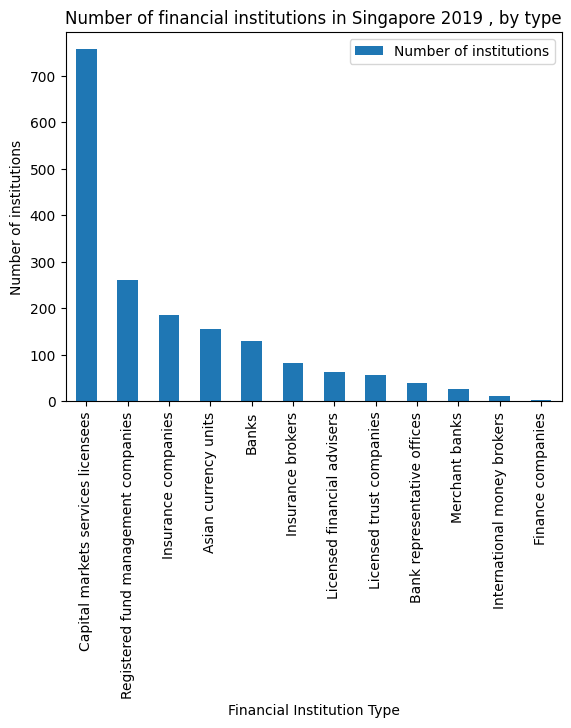 Number of financial institutions in Singapore 2019 , by type
Number of institutions
Number of institutions
700
600
500
400
300
200
100
0
Capital markets services licensees
Registered fund management companies
Insurance companies
Asian currency units
Banks
Insurance brokers
Licensed financial advisers
Licensed trust companies
Bank representative offices
Merchant banks
International money brokers
Finance companies
Financial Institution Type